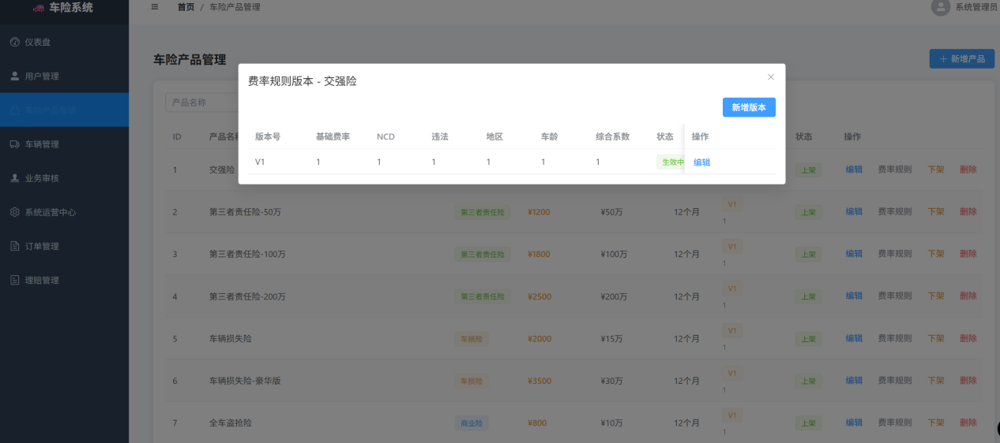 车险系统
首页 / 车险产品管理
系统管理员
仪表盘
用户管理
车险产品管理
车辆管理
业务审核
系统运营中心
订单管理
理赔管理
车险产品管理
+ 新增产品
产品名称
费率规则版本 - 交强险
新增版本
版本号 基础费率 NCD 违法 地区 车龄 综合系数 状态 操作
V1 1 1 1 1 1 1 生效中 编辑
ID 产品名称 状态 操作
1 交强险 上架 编辑 费率规则 下架 删除
2 第三者责任险-50万 第三者责任险 ¥1200 ¥50万 12个月 V1 上架 编辑 费率规则 下架 删除
1
3 第三者责任险-100万 第三者责任险 ¥1800 ¥100万 12个月 V1 上架 编辑 费率规则 下架 删除
1
4 第三者责任险-200万 第三者责任险 ¥2500 ¥200万 12个月 V1 上架 编辑 费率规则 下架 删除
1
5 车辆损失险 车损险 ¥2000 ¥15万 12个月 V1 上架 编辑 费率规则 下架 删除
1
6 车辆损失险-豪华版 车损险 ¥3500 ¥30万 12个月 V1 上架 编辑 费率规则 下架 删除
1
7 全车盗抢险 商业险 ¥800 ¥10万 12个月 V1 上架 编辑 费率规则 下架 删除
1